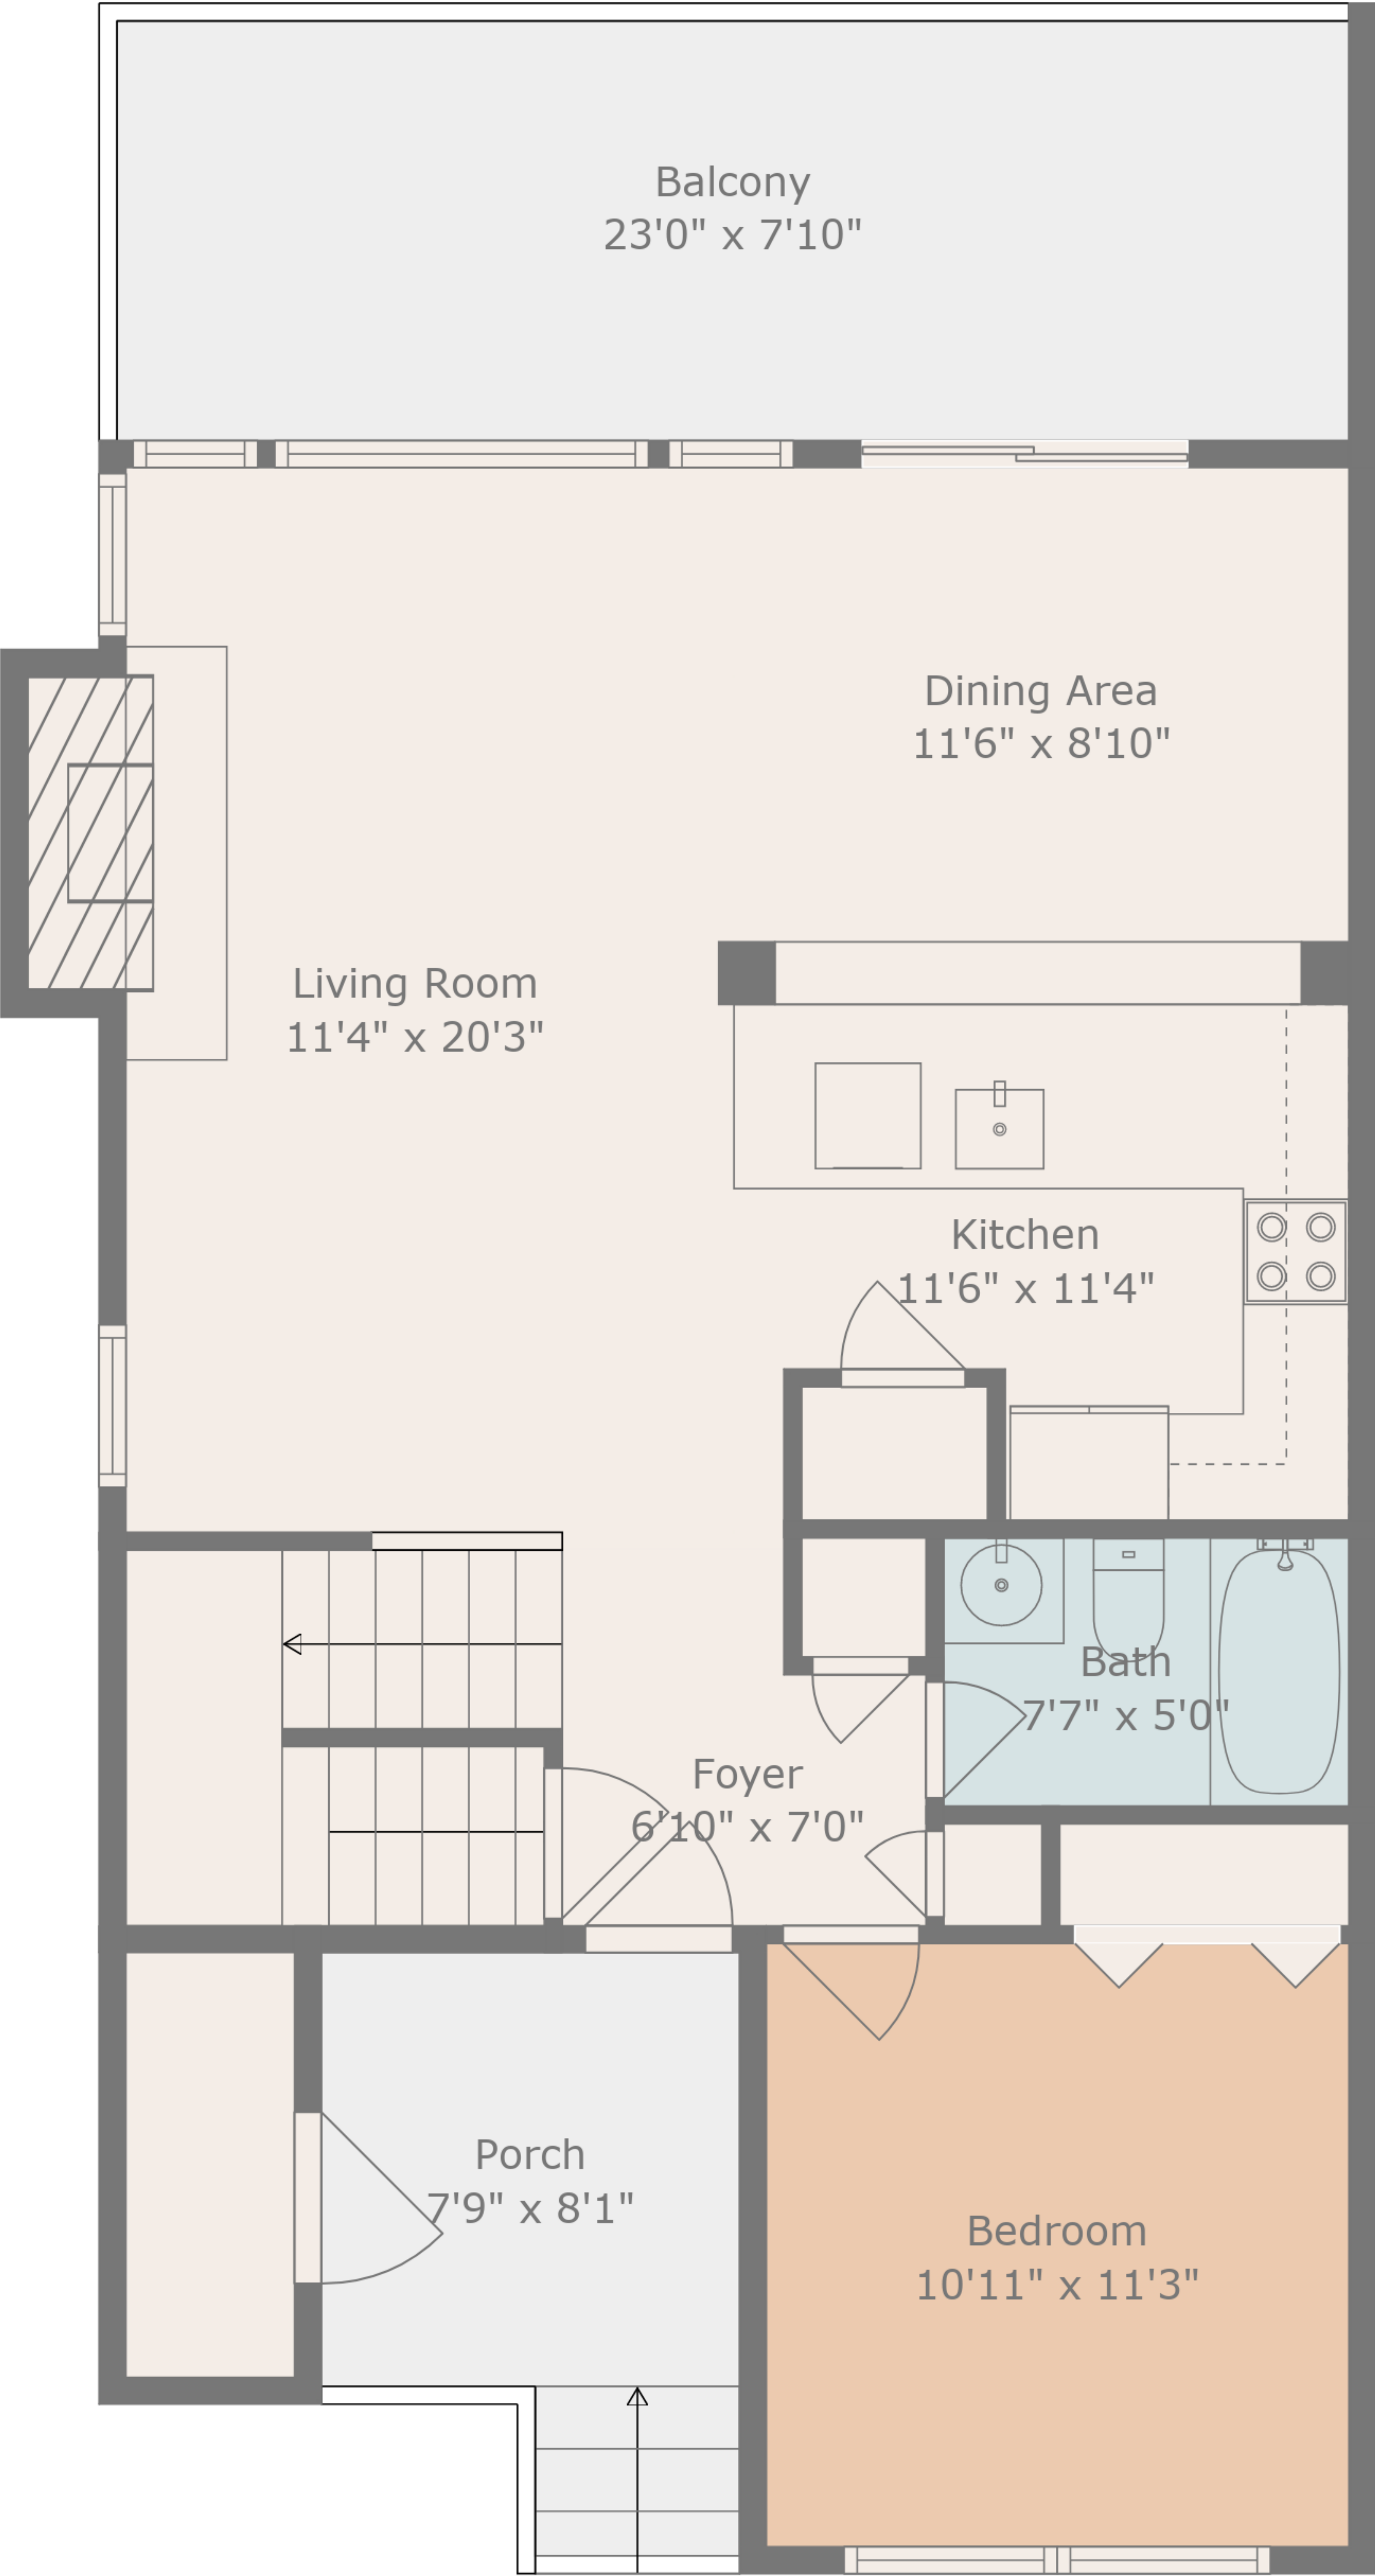 Balcony
23'0" x 7'10"
Dining Area
11'6" x 8'10"
Living Room
11'4" x 20'3"
Kitchen
11'6" x 11'4"
Bath
7'7" x 5'0"
Foyer
6'10" x 7'0"
Porch
7'9" x 8'1"
Bedroom
10'11" x 11'3"